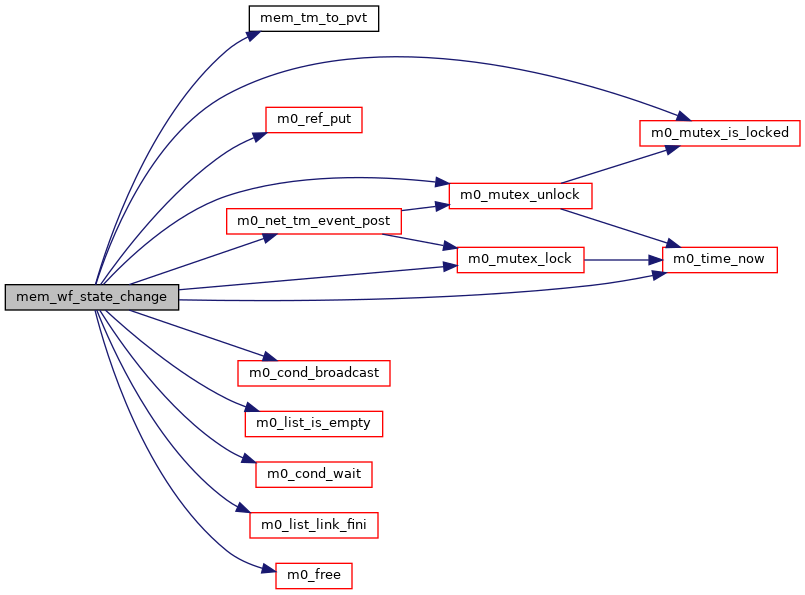 mem_tm_to_pvt
m0_ref_put
m0_mutex_is_locked
m0_mutex_unlock
m0_net_tm_event_post
m0_mutex_lock
m0_time_now
mem_wf_state_change
m0_cond_broadcast
m0_list_is_empty
m0_cond_wait
m0_list_link_fini
m0_free